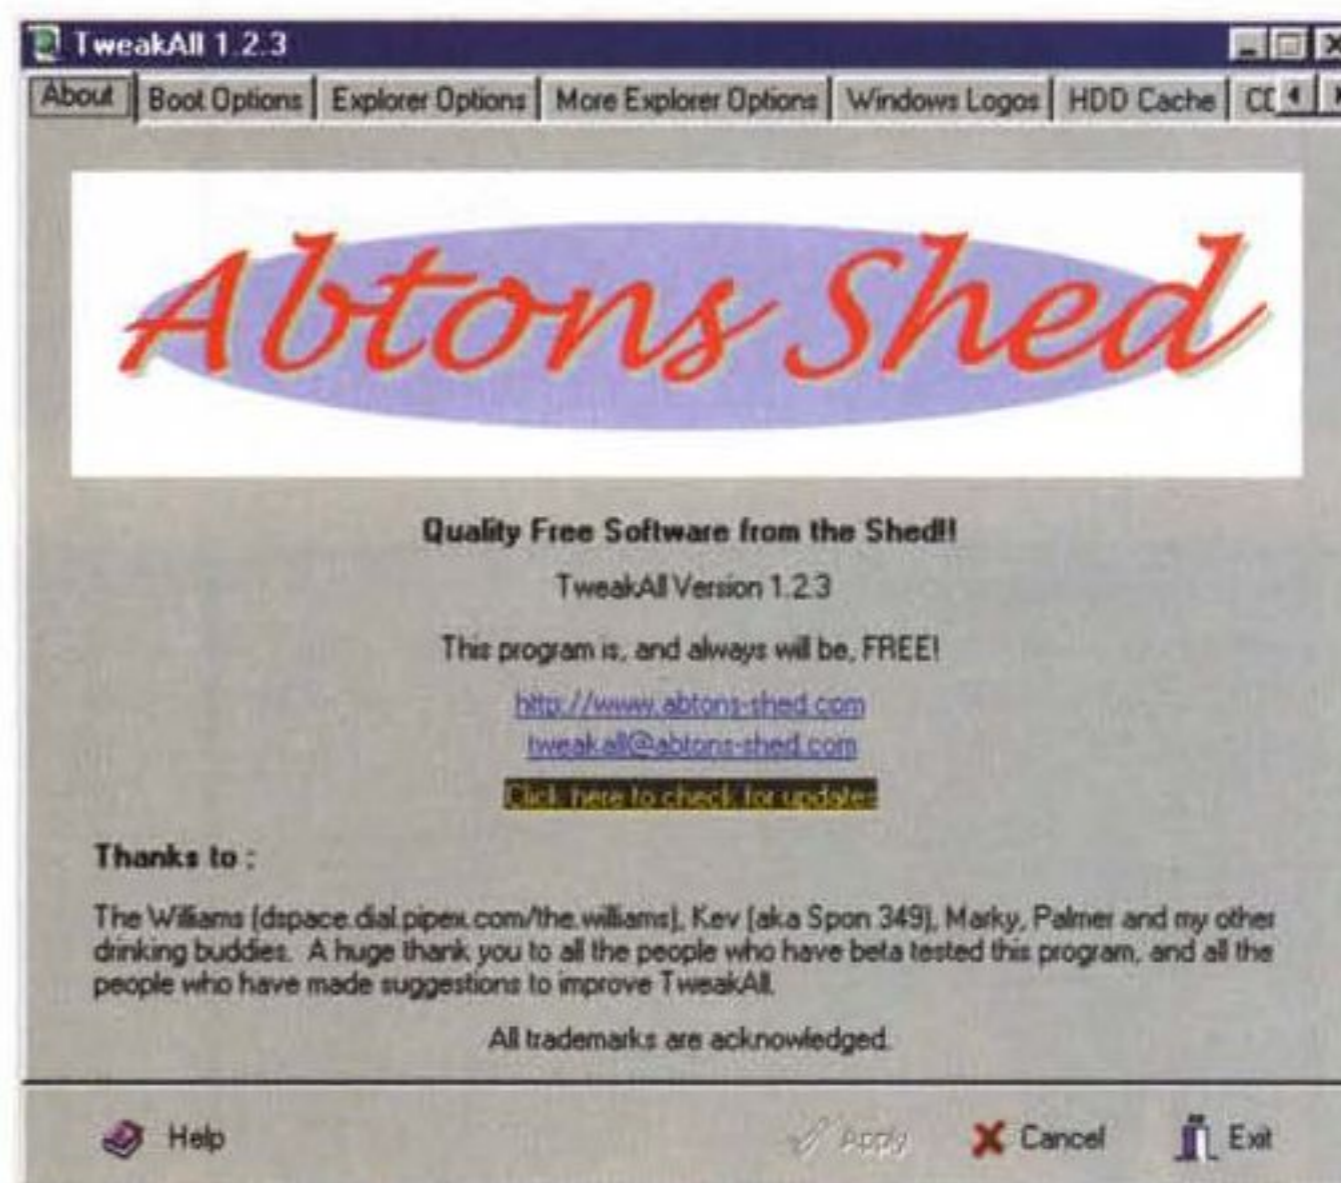 TweakAll 1.2.3
About Boot Options Explorer Options More Explorer Options Windows Logos HDD Cache
Abtons Shed
Quality Free Software from the Shed!!
TweakAll Version 1.2.3
This program is, and always will be, FREE!
http://www.abtons-shed.com
tweakall@abtons-shed.com
Click here to check for updates
Thanks to :
The Williams (dspace.dial.pipex.com/the.williams), Kev (aka Spon 349), Marky, Palmer and my other
drinking buddies. A huge thank you to all the people who have beta tested this program, and all the
people who have made suggestions to improve TweakAll.
All trademarks are acknowledged.
Help Apply Cancel Exit